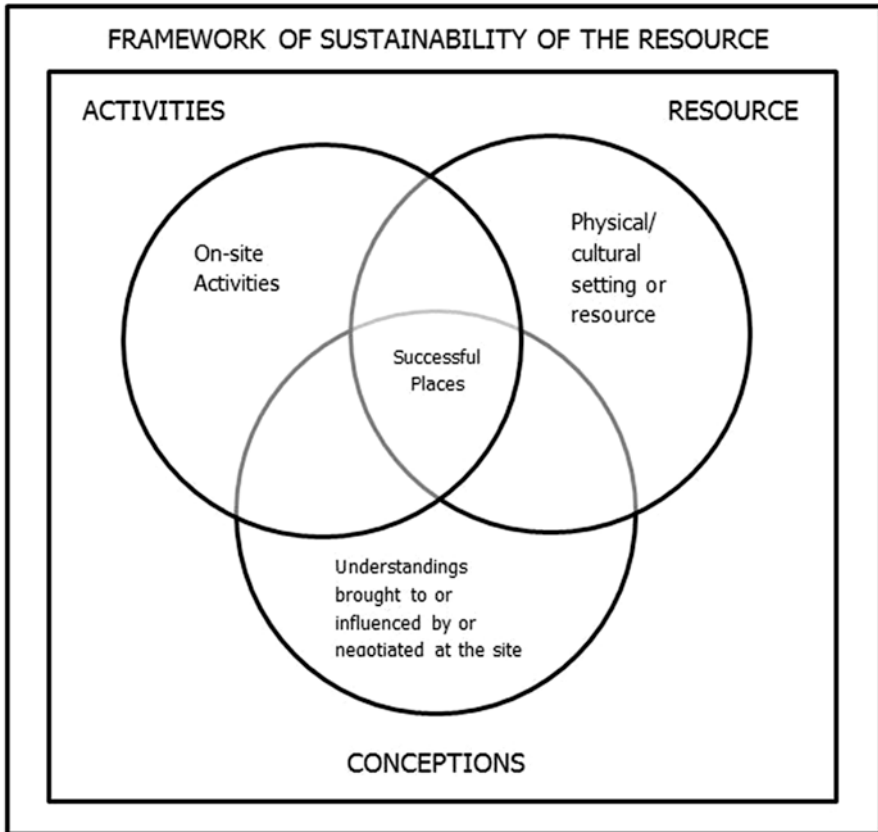 FRAMEWORK OF SUSTAINABILITY OF THE RESOURCE
ACTIVITIES
RESOURCE
On-site
Activities
Physical/
cultural
setting or
resource
Successful
Places
Understandings
brought to or
influenced by or
negotiated at the site
CONCEPTIONS